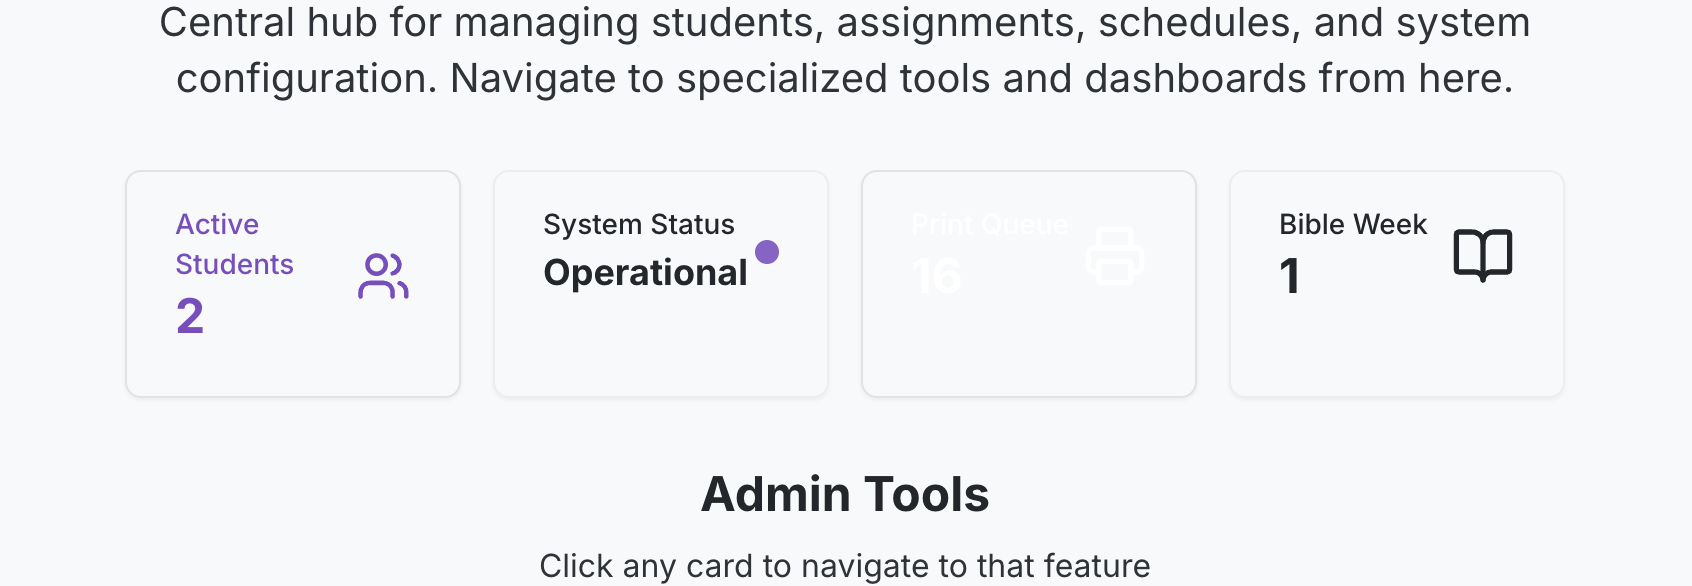 Central hub for managing students, assignments, schedules, and system
configuration. Navigate to specialized tools and dashboards from here.
Active
Students
2
System Status
Operational
Print Queue
16
Bible Week
1
Admin Tools
Click any card to navigate to that feature